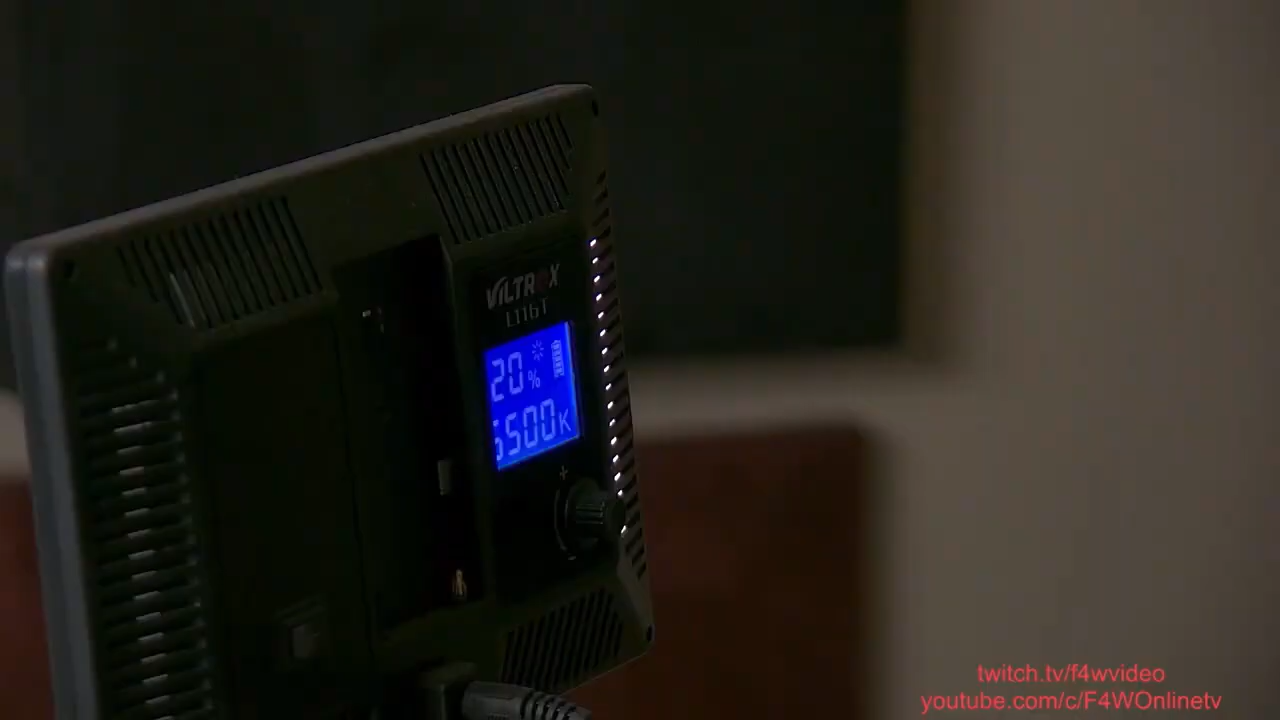 VILTROX
L116T
20%
5500K
+
twitch.tv/f4wvideo
youtube.com/c/F4WOnlinetv